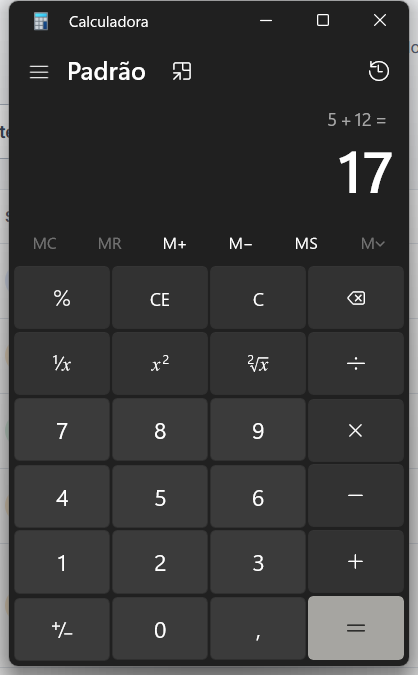 Calculadora
Padrão
5 + 12 =
17
MC MR M+ M− MS M
% CE C
¹/x x² ²√x ÷
7 8 9 ×
4 5 6 −
1 2 3 +
+/− 0 , =